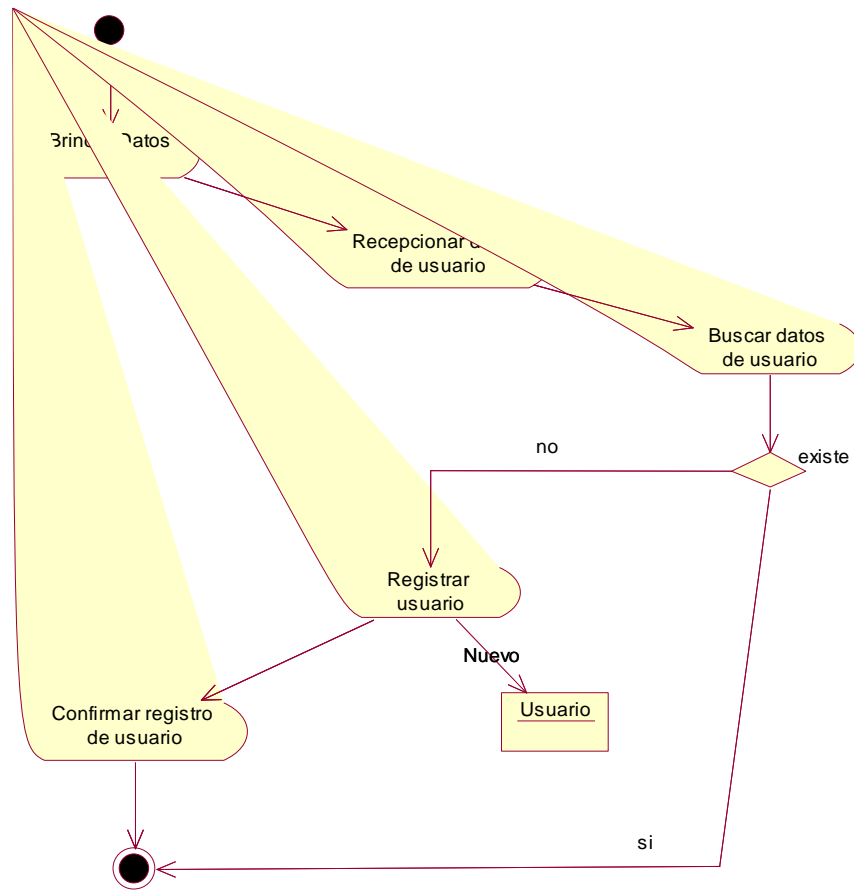 Datos
Recepcionar
de usuario
Buscar datos
de usuario
existe
no
Registrar
usuario
Nuevo
Usuario
Confirmar registro
de usuario
si